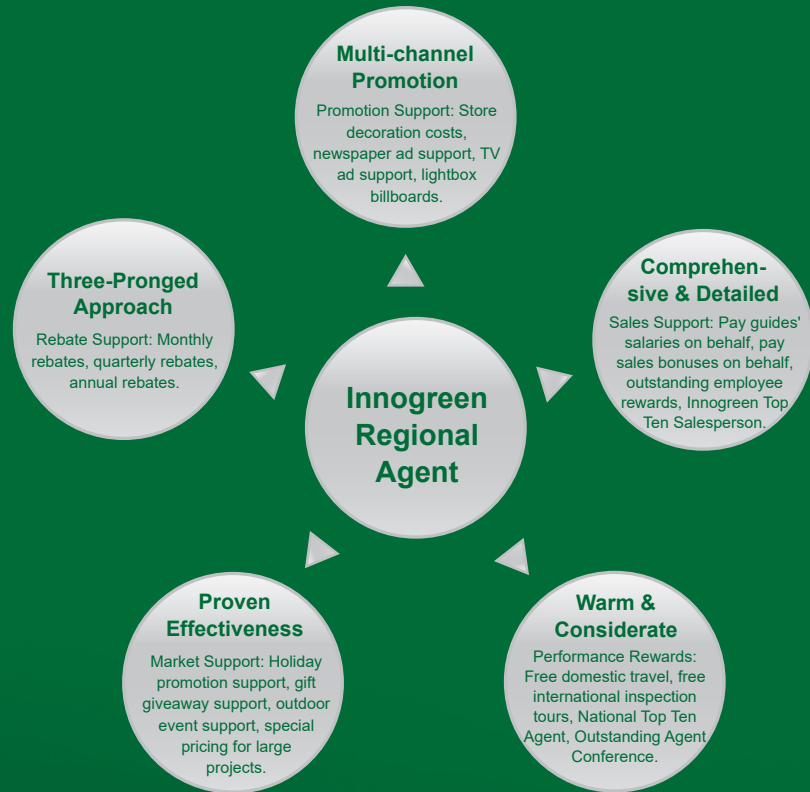 Multi-channel
Promotion
Promotion Support: Store
decoration costs,
newspaper ad support, TV
ad support, lightbox
billboards.
Three-Pronged
Approach
Rebate Support: Monthly
rebates, quarterly rebates,
annual rebates.
Comprehen-
sive & Detailed
Sales Support: Pay guides'
salaries on behalf, pay
sales bonuses on behalf,
outstanding employee
rewards, Innogreen Top
Ten Salesperson.
Innogreen
Regional
Agent
Proven
Effectiveness
Market Support: Holiday
promotion support, gift
giveaway support, outdoor
event support, special
pricing for large
projects.
Warm &
Considerate
Performance Rewards:
Free domestic travel, free
international inspection
tours, National Top Ten
Agent, Outstanding Agent
Conference.